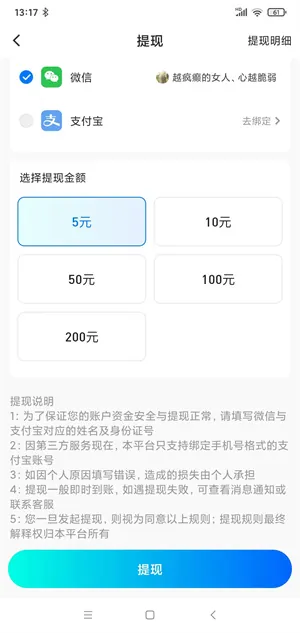 13:17
61
提现
提现明细
微信
越疯癫的女人、心越脆弱
支付宝
去绑定
选择提现金额
5元
10元
50元
100元
200元
提现说明
1: 为了保证您的账户资金安全与提现正常, 请填写微信与
支付宝对应的姓名及身份证号
2: 因第三方服务现在, 本平台只支持绑定手机号格式的支
付宝账号
3: 如因个人原因填写错误, 造成的损失由个人承担
4: 提现一般即时到账, 如遇提现失败, 可查看消息通知或
联系客服
5: 您一旦发起提现, 则视为同意以上规则; 提现规则最终
解释权归本平台所有
提现